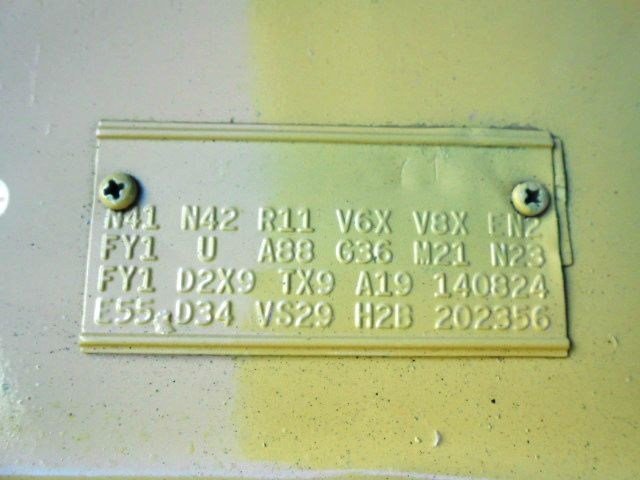 N41 N42 R11 V6X V8X EN2
FY1 U A88 G36 M21 N23
FY1 D2X9 TX9 A19 140824
E55 D34 VS29 H2B 202356